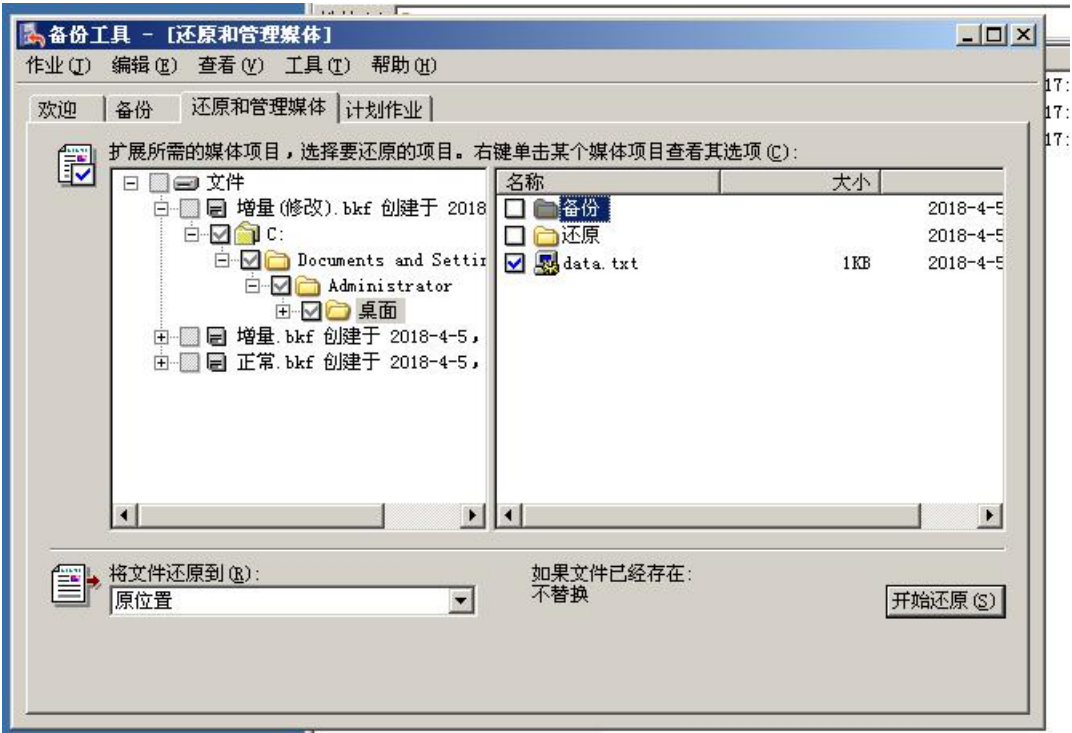 备份工具 - [还原和管理媒体]
作业(J) 编辑(E) 查看(V) 工具(T) 帮助(H)
欢迎 备份 还原和管理媒体 计划作业
扩展所需的媒体项目，选择要还原的项目。右键单击某个媒体项目查看其选项(C):
文件
增量(修改).bkf 创建于 2018
C:
Documents and Settin
Administrator
桌面
增量.bkf 创建于 2018-4-5,
正常.bkf 创建于 2018-4-5,
名称 大小
备份 2018-4-5
还原 2018-4-5
data.txt 1KB 2018-4-5
17:
17:
17:
将文件还原到(R):
原位置
如果文件已经存在:
不替换
开始还原(S)